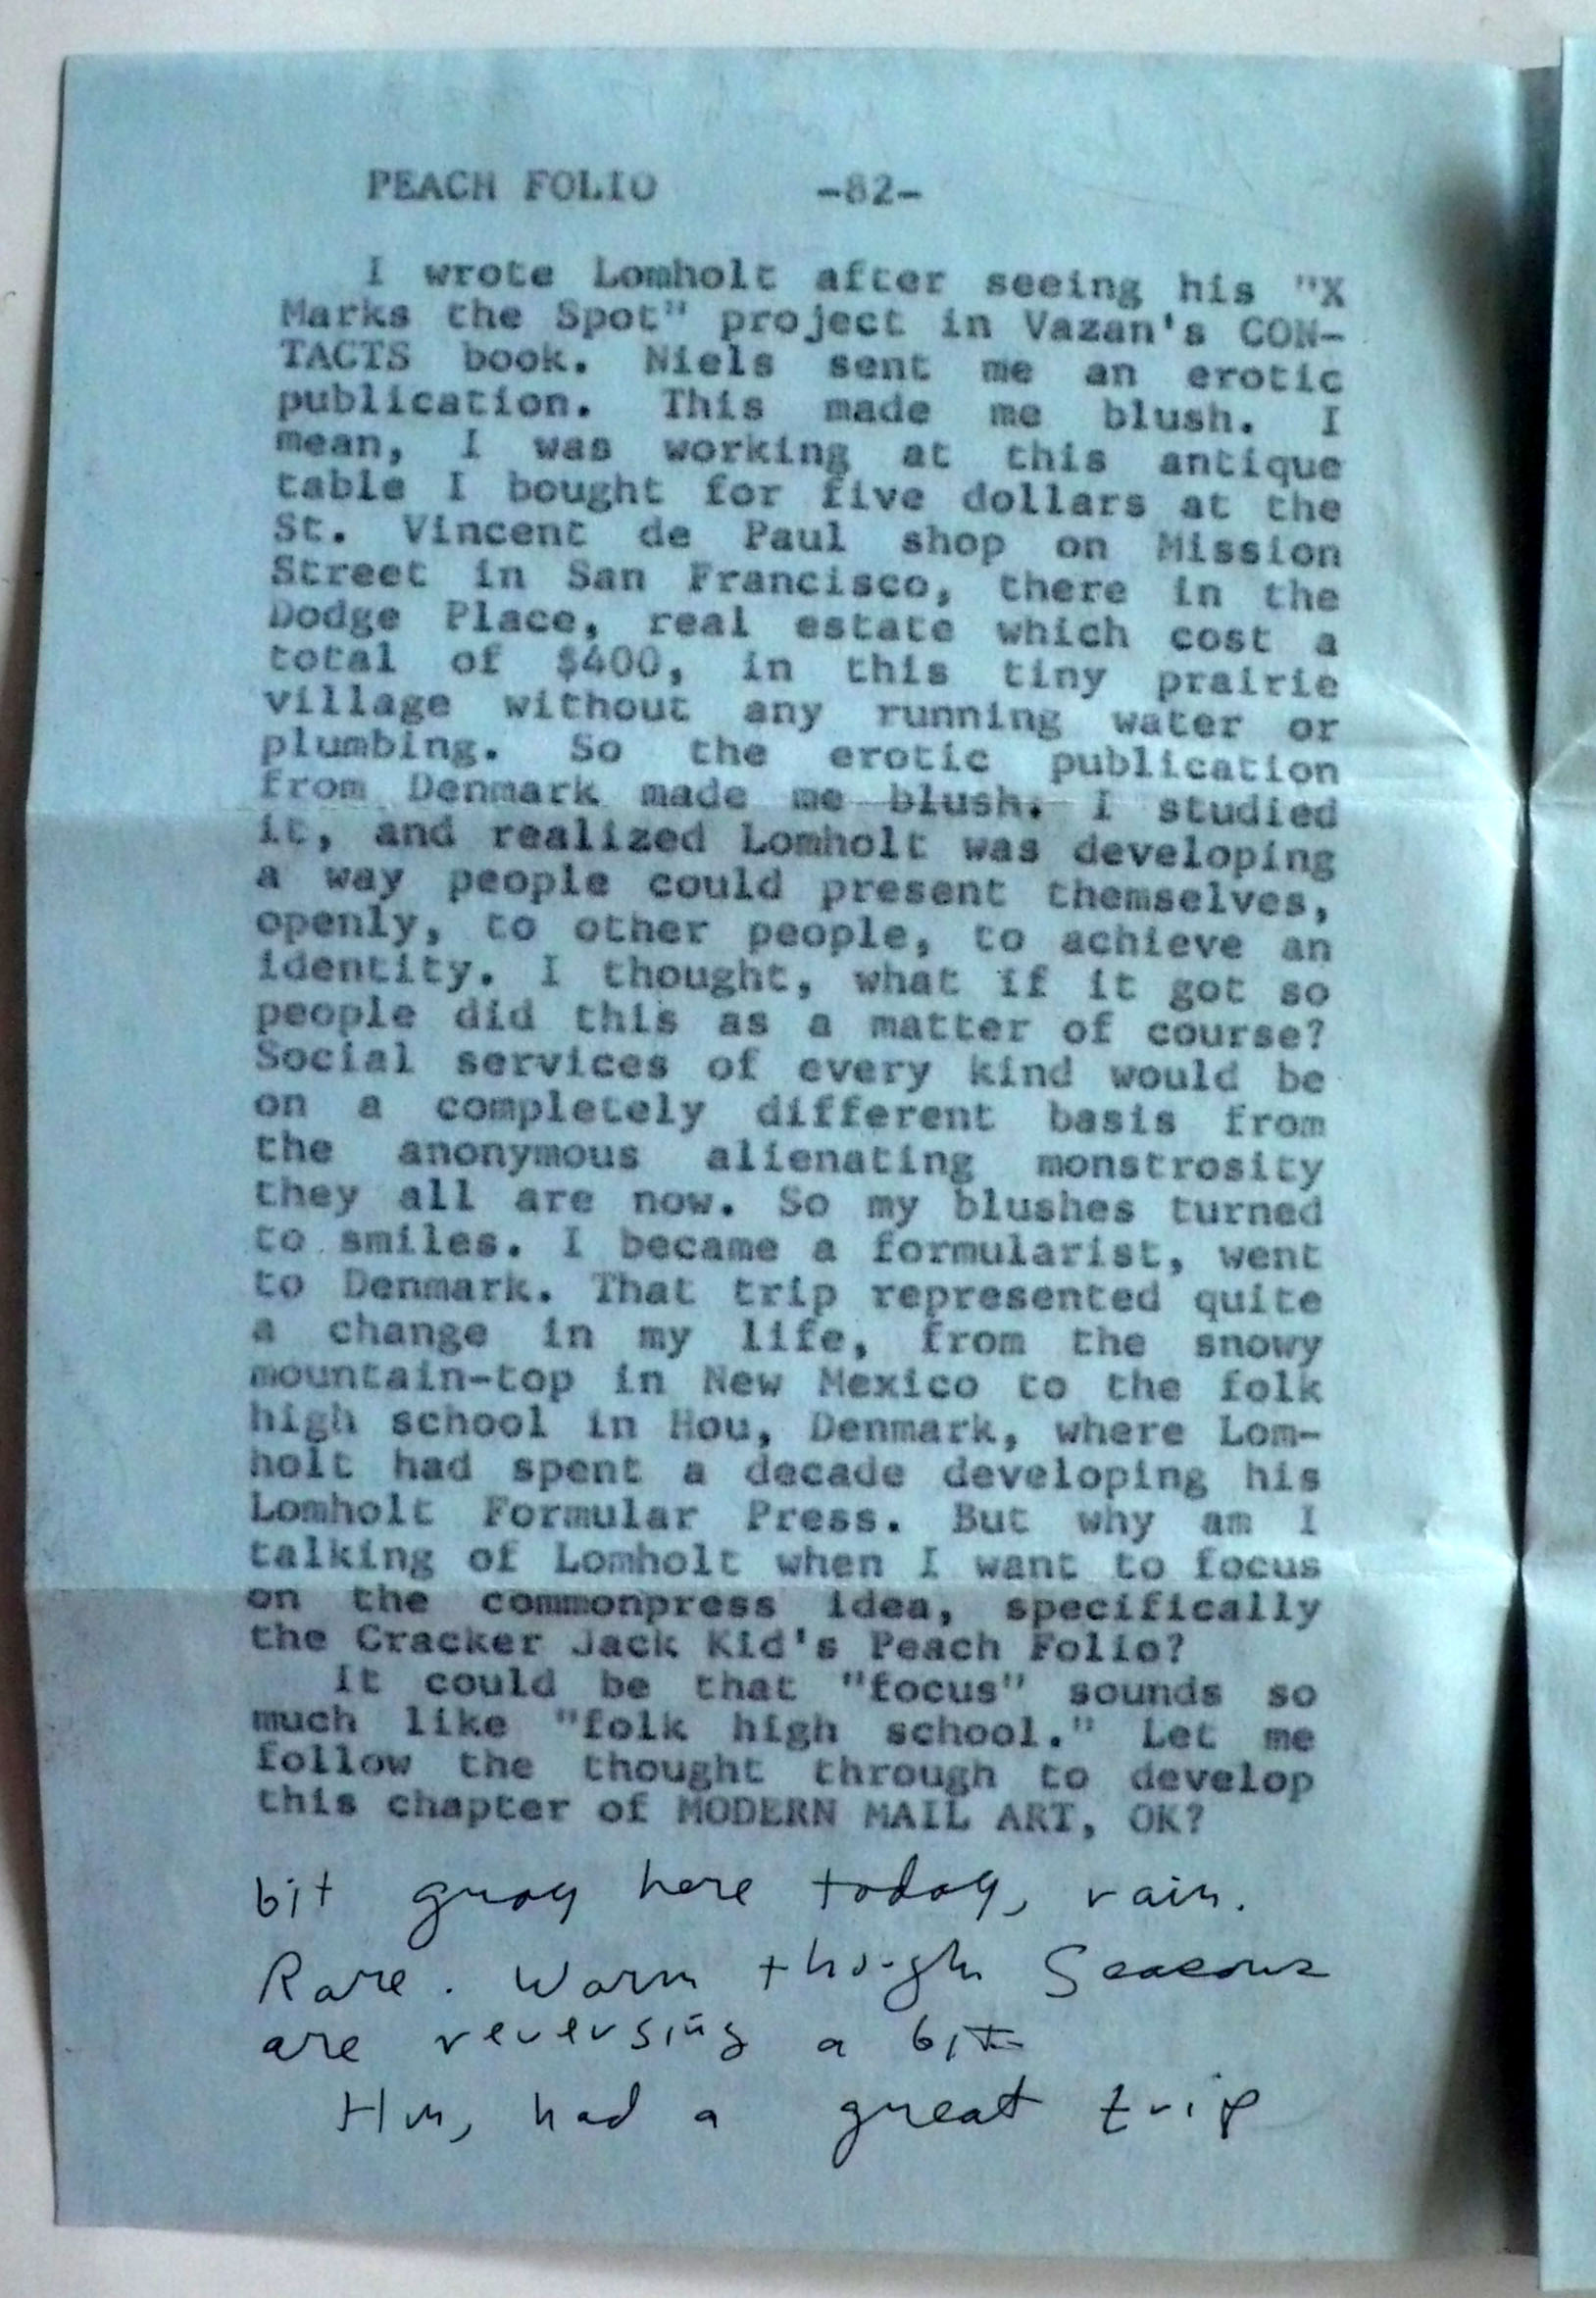 PEACH FOLIO -82-
I wrote Lomholt after seeing his "X
Marks the Spot" project in Vazan's CON-
TACTS book. Niels sent me an erotic
publication. This made me blush. I
mean, I was working at this antique
table I bought for five dollars at the
St. Vincent de Paul shop on Mission
Street in San Francisco, there in the
Dodge Place, real estate which cost a
total of $400, in this tiny prairie
village without any running water or
plumbing. So the erotic publication
from Denmark made me blush. I studied
it, and realized Lomholt was developing
a way people could present themselves,
openly, to other people, to achieve an
identity. I thought, what if it got so
people did this as a matter of course?
Social services of every kind would be
on a completely different basis from
the anonymous alienating monstrosity
they all are now. So my blushes turned
to smiles. I became a formularist, went
to Denmark. That trip represented quite
a change in my life, from the snowy
mountain-top in New Mexico to the folk
high school in Hou, Denmark, where Lom-
holt had spent a decade developing his
Lomholt Formular Press. But why am I
talking of Lomholt when I want to focus
on the commonpress idea, specifically
the Cracker Jack Kid's Peach Folio?
It could be that "focus" sounds so
much like "folk high school." Let me
follow the thought through to develop
this chapter of MODERN MAIL ART, OK?
bit gray here today, rain.
Rare. Warm though Seasons
are reversing a bit
Hm, had a great trip